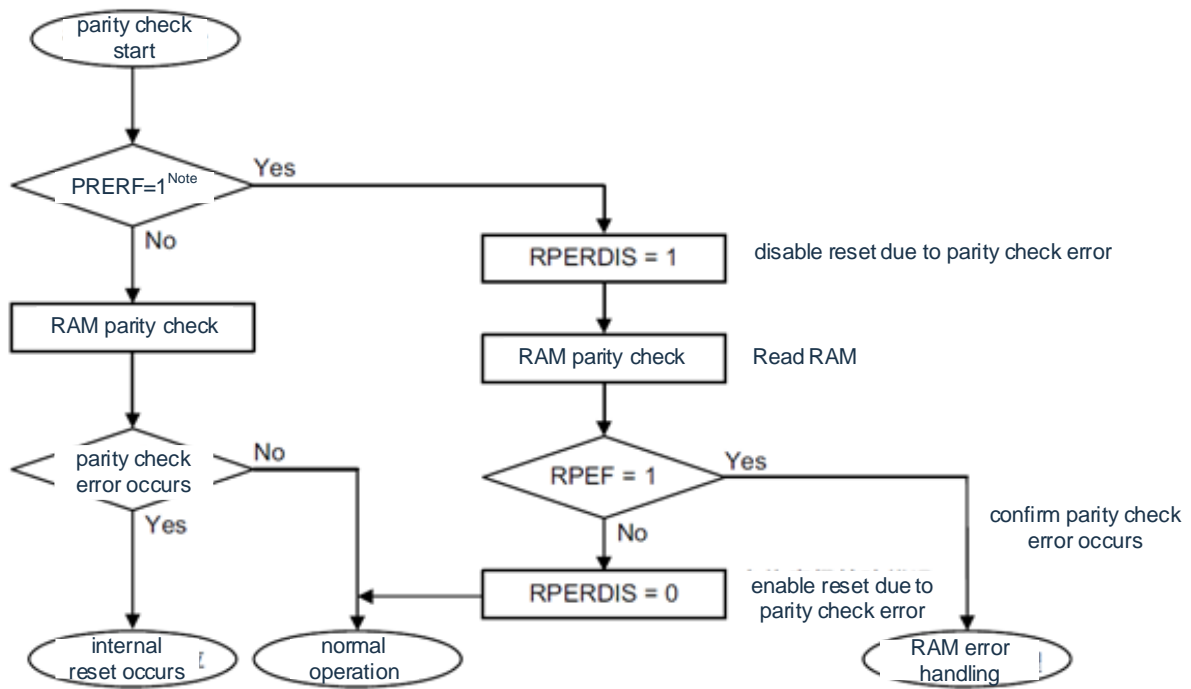 parity check
start
PRERF=1Note
Yes
No
RPERDIS = 1
disable reset due to parity check error
RAM parity check
RAM parity check
Read RAM
parity check
error occurs
No
Yes
RPEF = 1
Yes
No
confirm parity check
error occurs
RPERDIS = 0
enable reset due to
parity check error
internal
reset occurs
normal
operation
RAM error
handling